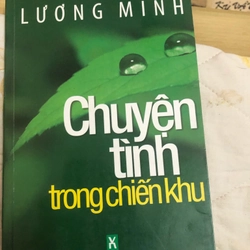 LƯƠNG MINH
Chuyện
tình
trong chiến khu